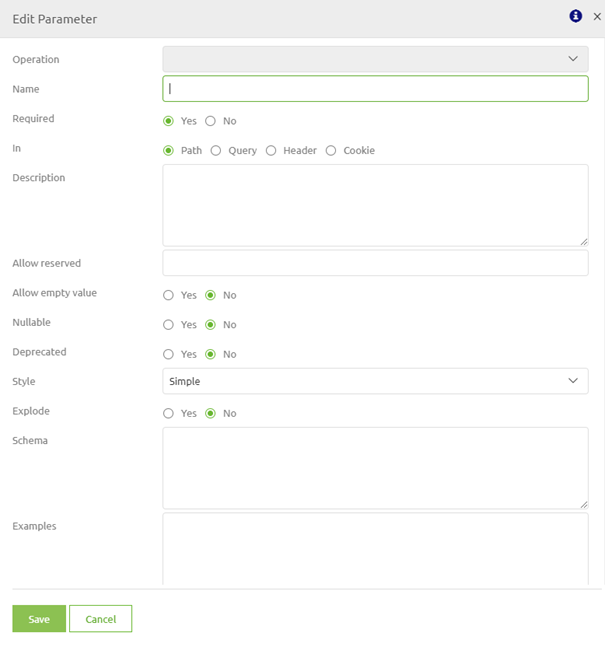 Edit Parameter
Operation
Name
Required Yes No
In Path Query Header Cookie
Description
Allow reserved
Allow empty value Yes No
Nullable Yes No
Deprecated Yes No
Style Simple
Explode Yes No
Schema
Examples
Save Cancel